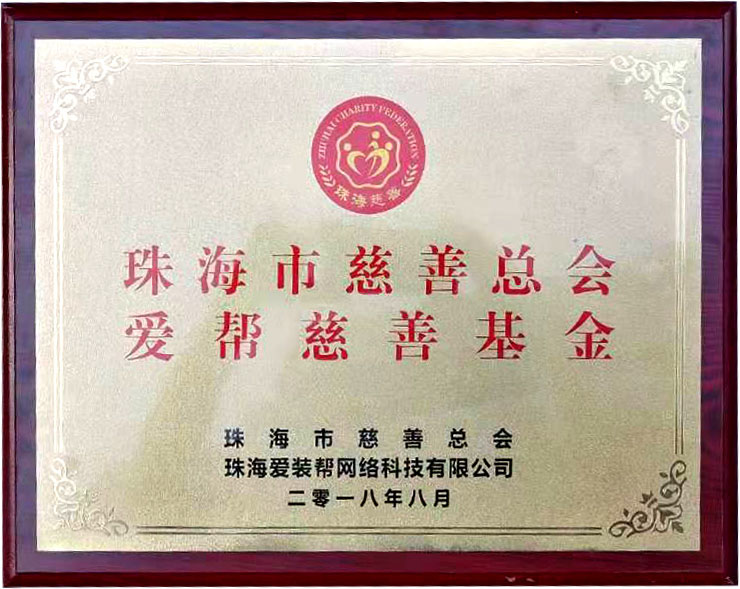 ZHUHAI CHARITY FEDERATION
珠海慈善
珠海市慈善总会
爱帮慈善基金
珠海市慈善总会
珠海爱装帮网络科技有限公司
二零一八年八月